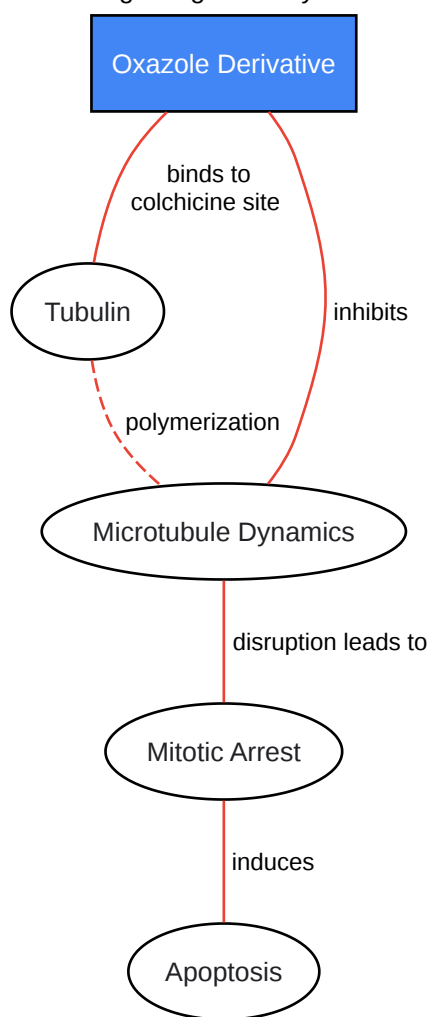 Oxazole Derivative
binds to
colchicine site
Tubulin
inhibits
polymerization
Microtubule Dynamics
disruption leads to
Mitotic Arrest
induces
Apoptosis